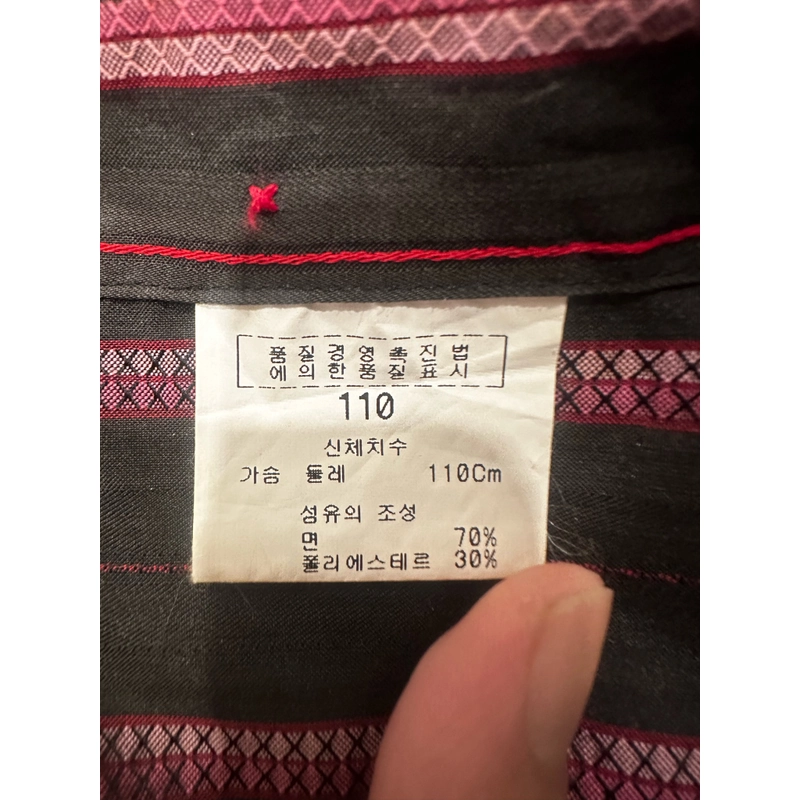 품질경영촉진법
에의한품질표시
110
신체치수
가슴 둘레 110Cm
섬유의 조성
면 70%
폴리에스테르 30%